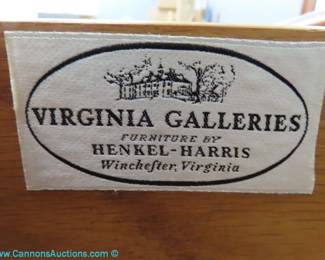 VIRGINIA GALLERIES
FURNITURE BY
HENKEL-HARRIS
Wincheſter, Virginia
www.CannonsAuctions.com ©